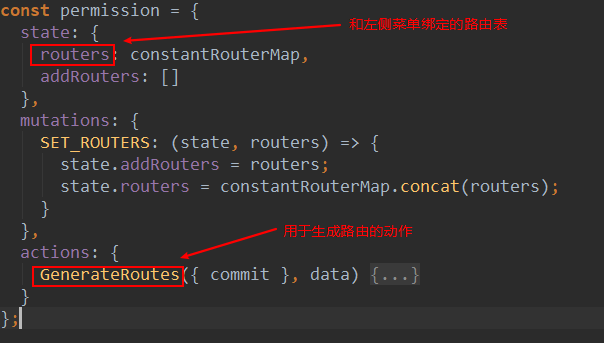 const permission = {
和左侧菜单绑定的路由表
state: {
routers: constantRouterMap,
addRouters: []
},
mutations: {
SET_ROUTERS: (state, routers) => {
state.addRouters = routers;
state.routers = constantRouterMap.concat(routers);
}
},
用于生成路由的动作
actions: {
GenerateRoutes({ commit }, data) {...}
}
};